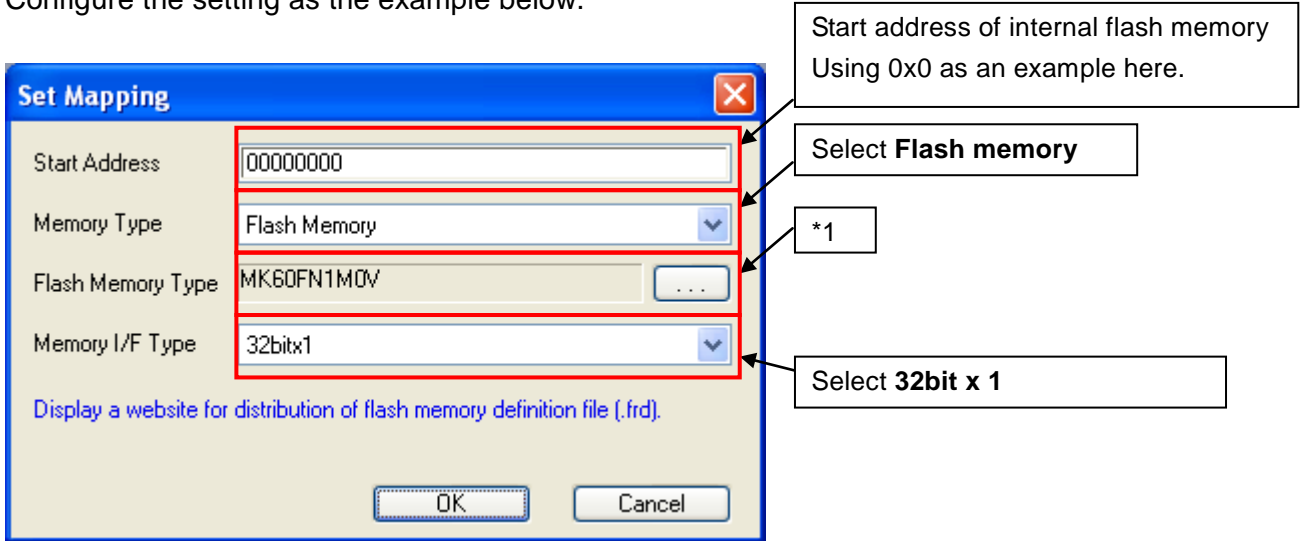 Configure the setting as the example below.
Start address of internal flash memory
Using 0x0 as an example here.
Set Mapping
Start Address
00000000
Select Flash memory
Memory Type
Flash Memory
*1
Flash Memory Type
MK60FN1M0V
...
Memory I/F Type
32bitx1
Select 32bit x 1
Display a website for distribution of flash memory definition file (.frd).
OK
Cancel